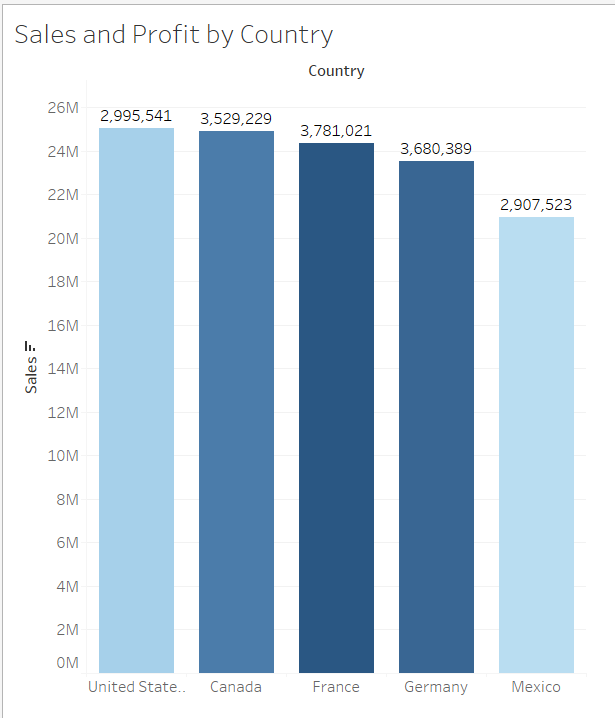 Sales and Profit by Country
Country
26M
24M
22M
20M
18M
16M
14M
12M
10M
8M
6M
4M
2M
0M
Sales
2,995,541
3,529,229
3,781,021
3,680,389
2,907,523
United State..
Canada
France
Germany
Mexico